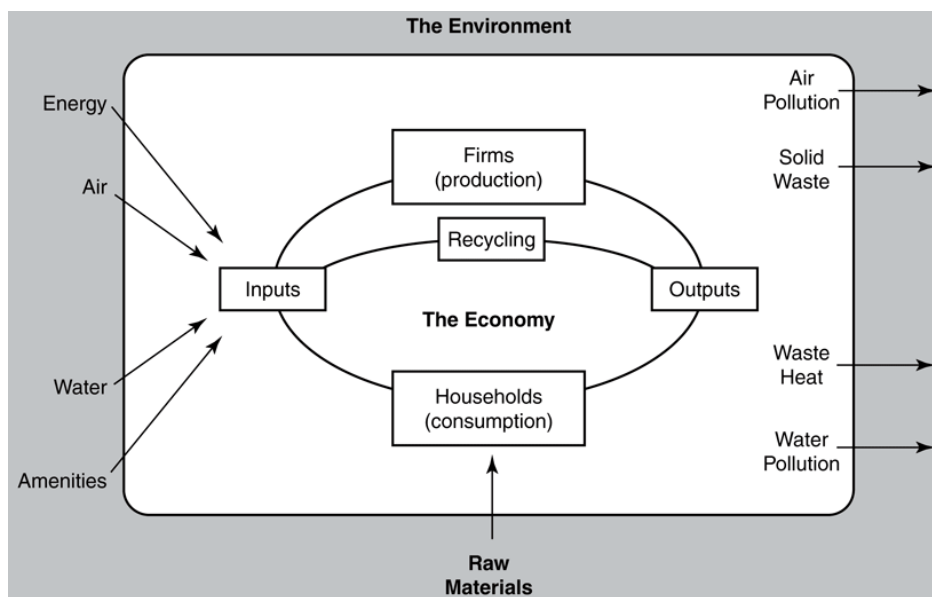 The Environment
Energy
Air
Water
Amenities
Firms
(production)
Recycling
Inputs
Outputs
The Economy
Households
(consumption)
Air
Pollution
Solid
Waste
Waste
Heat
Water
Pollution
Raw
Materials